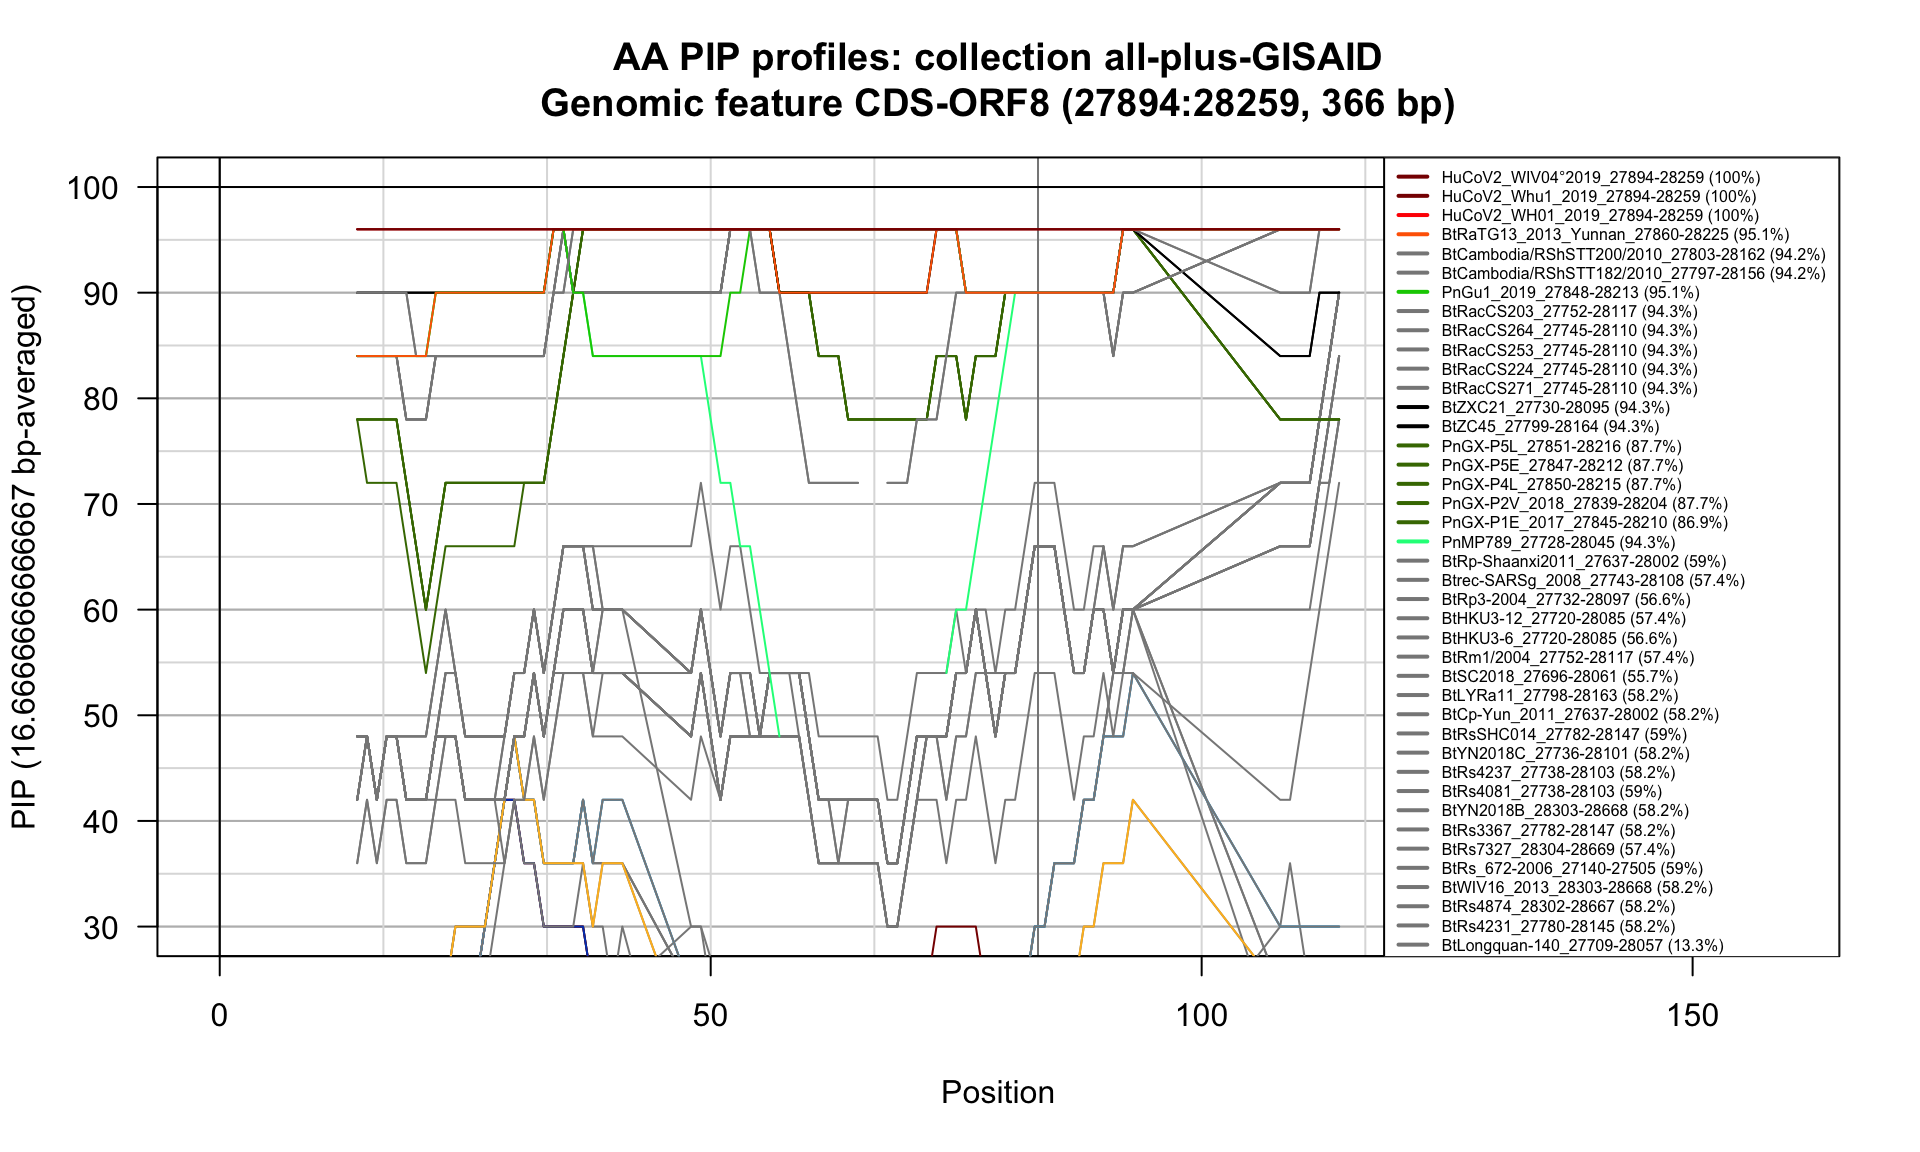 AA PIP profiles: collection all-plus-GISAID
Genomic feature CDS-ORF8 (27894:28259, 366 bp)
PIP (16.6666666666667 bp-averaged)
100
90
80
70
60
50
40
30
0
50
100
150
Position
HuCoV2_WIV04°2019_27894-28259 (100%)
HuCoV2_Whu1_2019_27894-28259 (100%)
HuCoV2_WH01_2019_27894-28259 (100%)
BtRaTG13_2013_Yunnan_27860-28225 (95.1%)
BtCambodia/RShSTT200/2010_27803-28162 (94.2%)
BtCambodia/RShSTT182/2010_27797-28156 (94.2%)
PnGu1_2019_27848-28213 (95.1%)
BtRacCS203_27752-28117 (94.3%)
BtRacCS264_27745-28110 (94.3%)
BtRacCS253_27745-28110 (94.3%)
BtRacCS224_27745-28110 (94.3%)
BtRacCS271_27745-28110 (94.3%)
BtZXC21_27730-28095 (94.3%)
BtZC45_27799-28164 (94.3%)
PnGX-P5L_27851-28216 (87.7%)
PnGX-P5E_27847-28212 (87.7%)
PnGX-P4L_27850-28215 (87.7%)
PnGX-P2V_2018_27839-28204 (87.7%)
PnGX-P1E_2017_27845-28210 (86.9%)
PnMP789_27728-28045 (94.3%)
BtRp-Shaanxi2011_27637-28002 (59%)
Btrec-SARSg_2008_27743-28108 (57.4%)
BtRp3-2004_27732-28097 (56.6%)
BtHKU3-12_27720-28085 (57.4%)
BtHKU3-6_27720-28085 (56.6%)
BtRm1/2004_27752-28117 (57.4%)
BtSC2018_27696-28061 (55.7%)
BtLYRa11_27798-28163 (58.2%)
BtCp-Yun_2011_27637-28002 (58.2%)
BtRsSHC014_27782-28147 (59%)
BtYN2018C_27736-28101 (58.2%)
BtRs4237_27738-28103 (58.2%)
BtRs4081_27738-28103 (59%)
BtYN2018B_28303-28668 (58.2%)
BtRs3367_27782-28147 (58.2%)
BtRs7327_28304-28669 (57.4%)
BtRs_672-2006_27140-27505 (59%)
BtWIV16_2013_28303-28668 (58.2%)
BtRs4874_28302-28667 (58.2%)
BtRs4231_27780-28145 (58.2%)
BtLongquan-140_27709-28057 (13.3%)